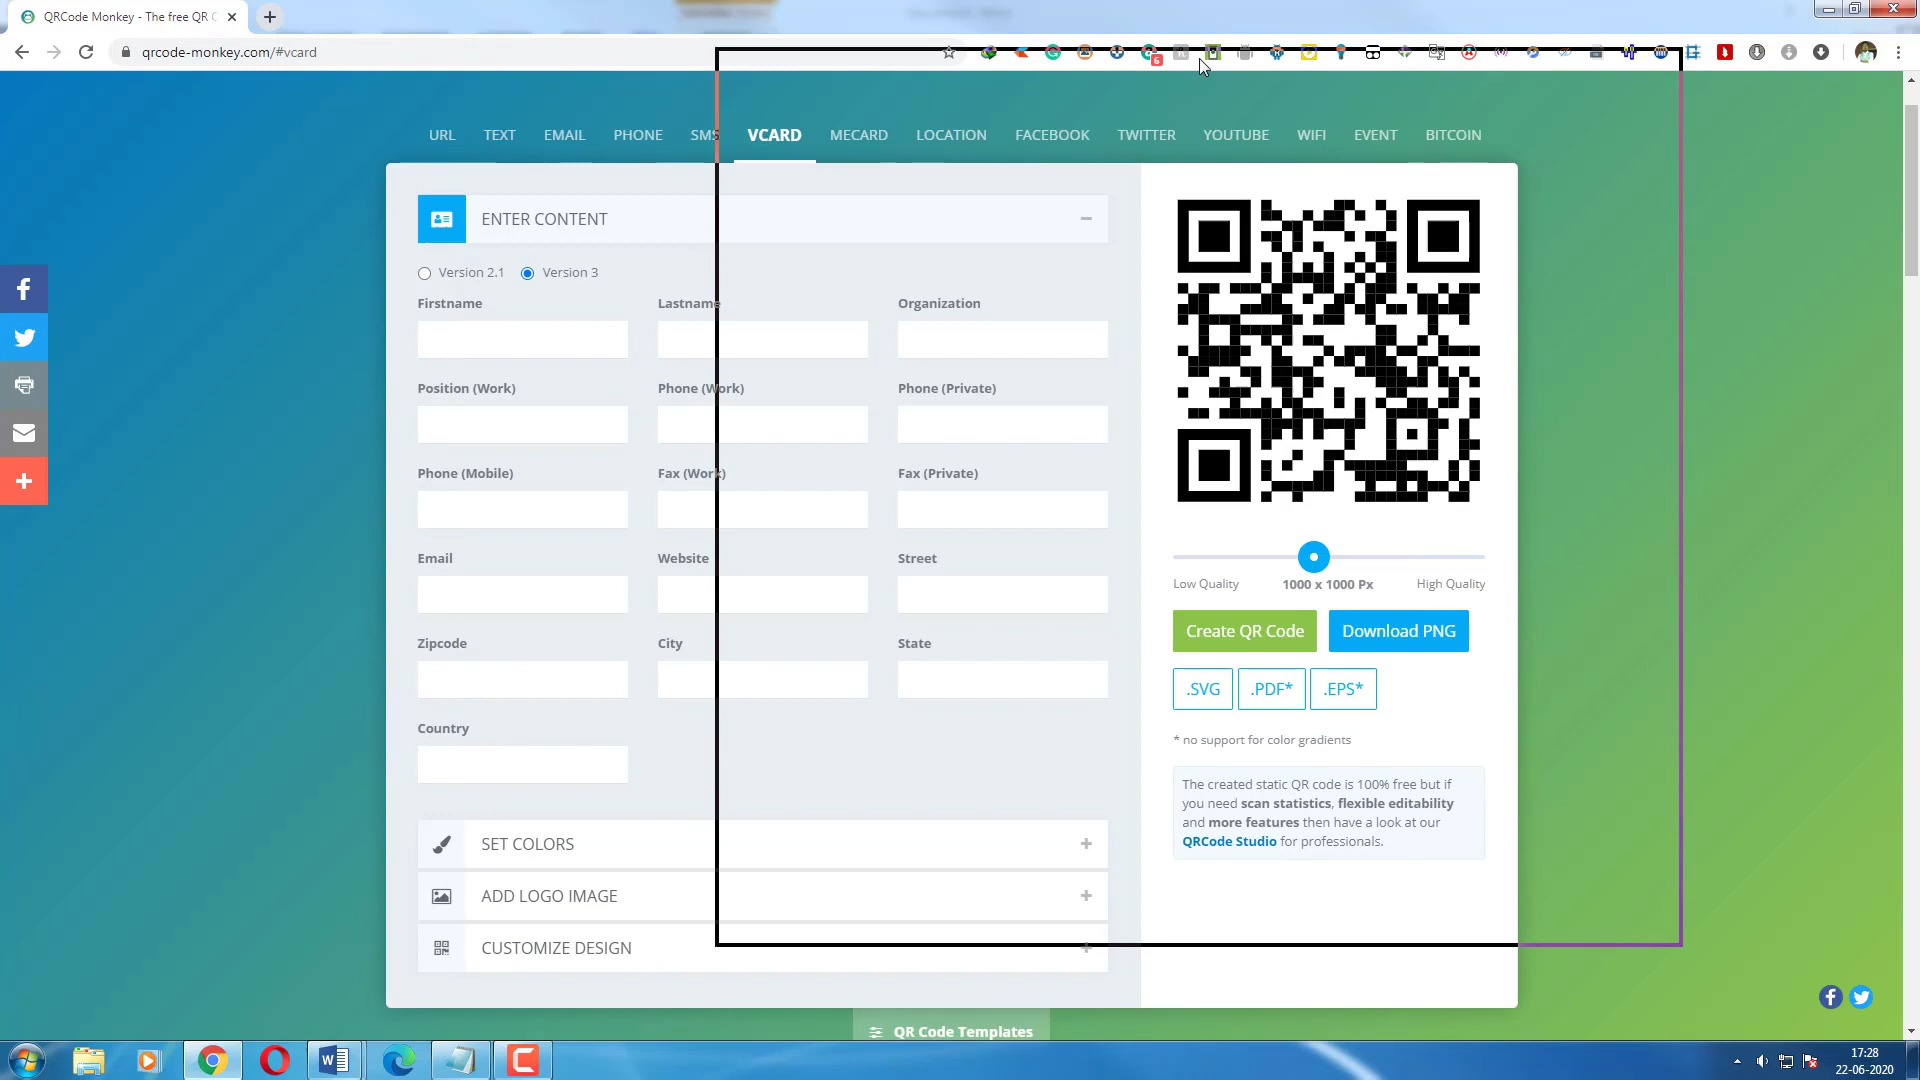 QRCode Monkey - The free QR C
qrcode-monkey.com/#vcard
6
URL TEXT EMAIL PHONE SMS VCARD MECARD LOCATION FACEBOOK TWITTER YOUTUBE WIFI EVENT BITCOIN
ENTER CONTENT
Version 2.1 Version 3
Firstname Lastname Organization
Position (Work) Phone (Work) Phone (Private)
Phone (Mobile) Fax (Work) Fax (Private)
Email Website Street
Zipcode City State
Country
SET COLORS
ADD LOGO IMAGE
CUSTOMIZE DESIGN
Low Quality 1000 x 1000 Px High Quality
Create QR Code Download PNG
.SVG .PDF* .EPS*
* no support for color gradients
The created static QR code is 100% free but if
you need scan statistics, flexible editability
and more features then have a look at our
QRCode Studio for professionals.
QR Code Templates
17:28
22-06-2020